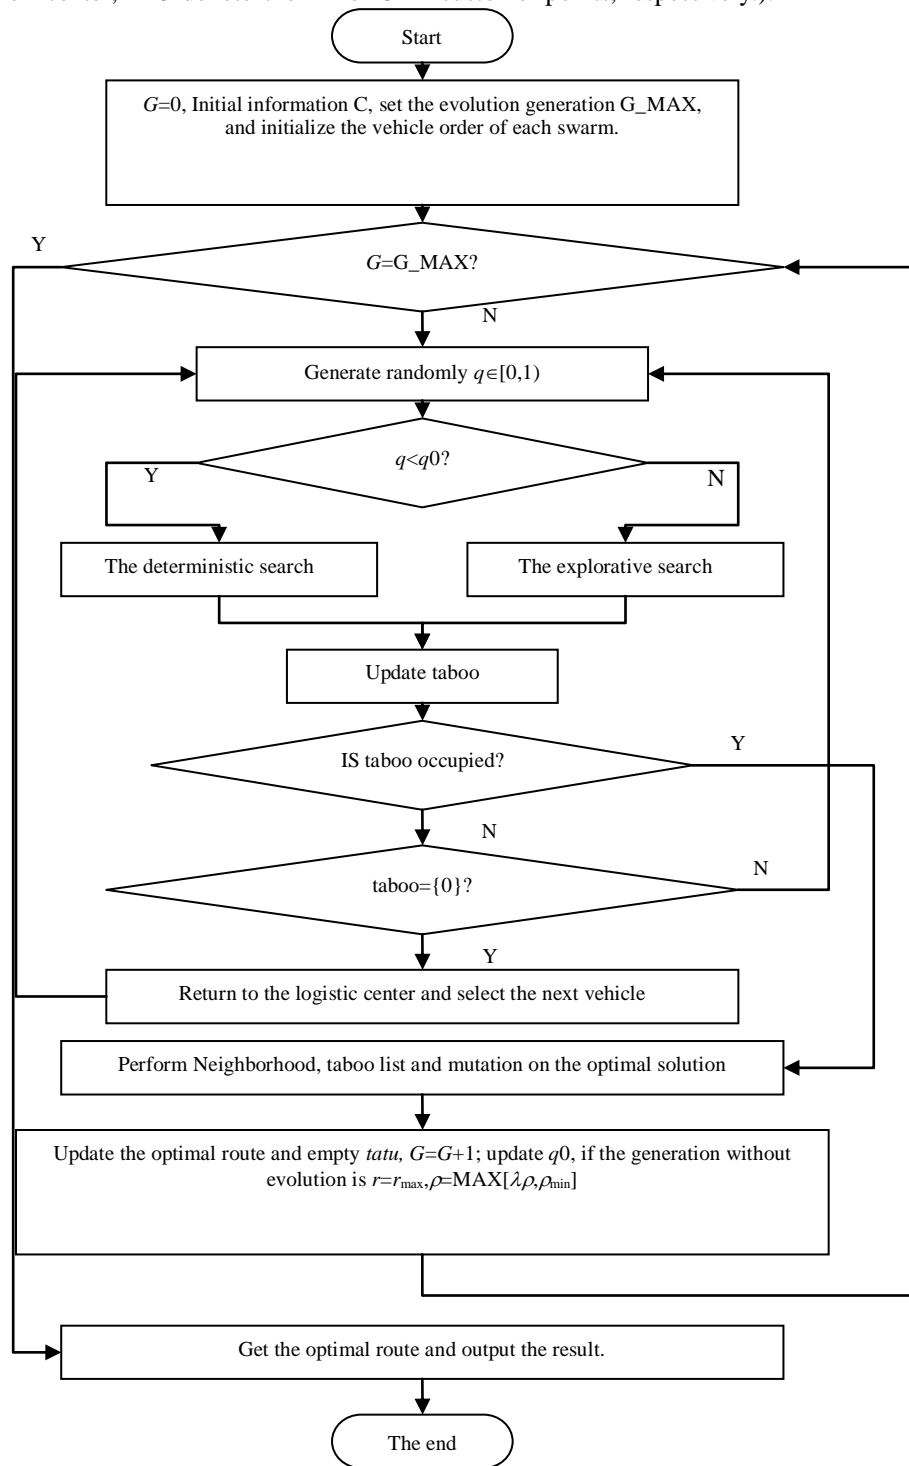 Start
G=0, Initial information C, set the evolution generation G_MAX,
and initialize the vehicle order of each swarm.
Y
G=G_MAX?
N
Generate randomly q∈[0,1)
q<q0?
Y
N
The deterministic search
The explorative search
Update taboo
IS taboo occupied?
Y
N
taboo={0}?
N
Y
Return to the logistic center and select the next vehicle
Perform Neighborhood, taboo list and mutation on the optimal solution
Update the optimal route and empty tatu, G=G+1; update q0, if the generation without
evolution is r=rmax,ρ=MAX[λρ,ρmin]
Get the optimal route and output the result.
The end